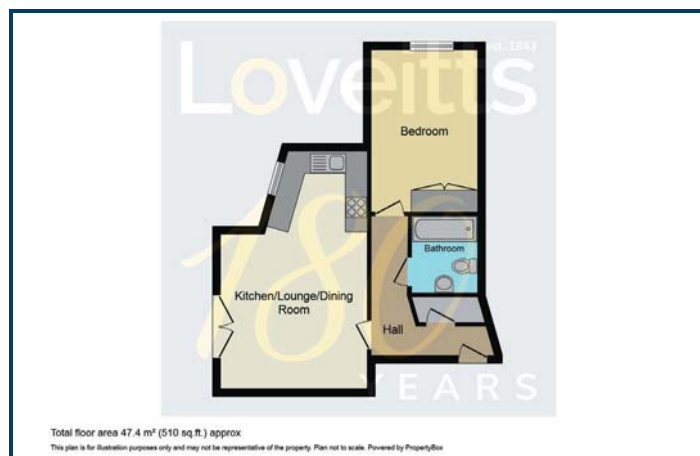 Est. 1843
Loveitts
Bedroom
Bathroom
Kitchen/Lounge/Dining
Room
Hall
180
YEARS
Total floor area 47.4 m² (510 sq.ft.) approx
This plan is for illustration purposes only and may not be representative of the property. Plan not to scale. Powered by PropertyBox